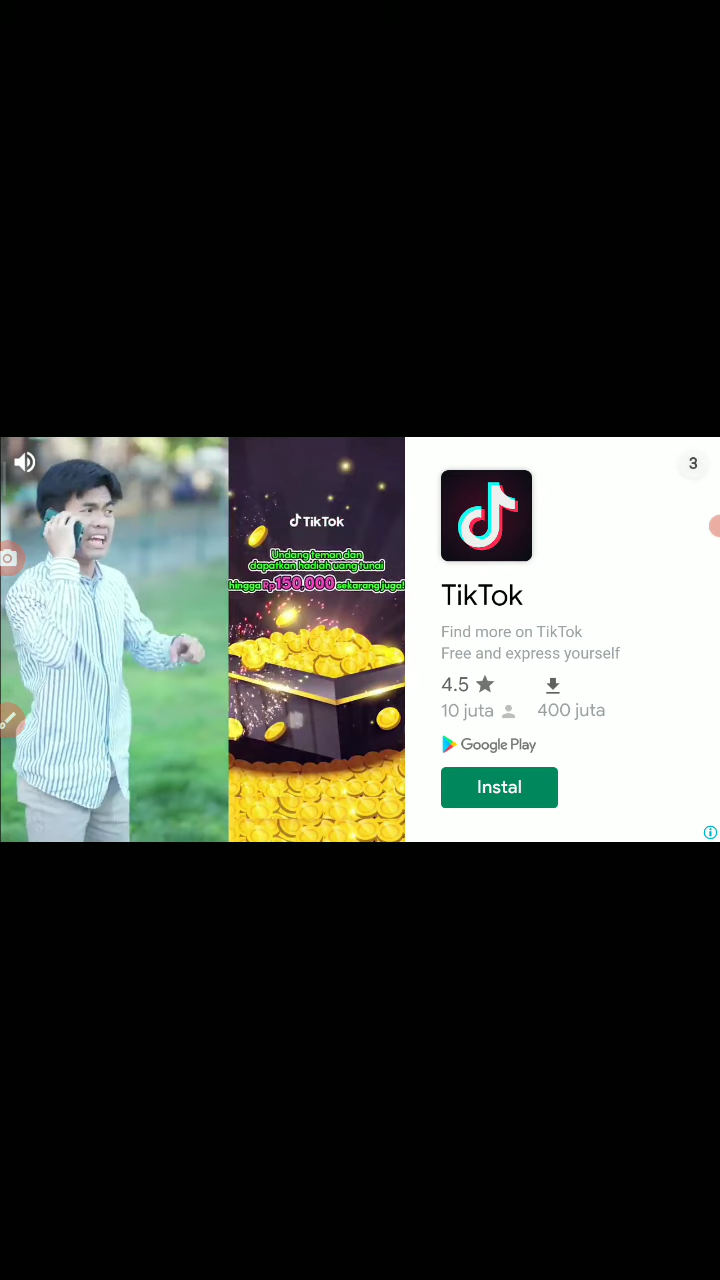 TikTok
Undang teman dan
dapatkan hadiah uang tunai
hingga Rp150,000 sekarang juga!
3
TikTok
Find more on TikTok
Free and express yourself
4.5
10 juta
400 juta
Google Play
Instal